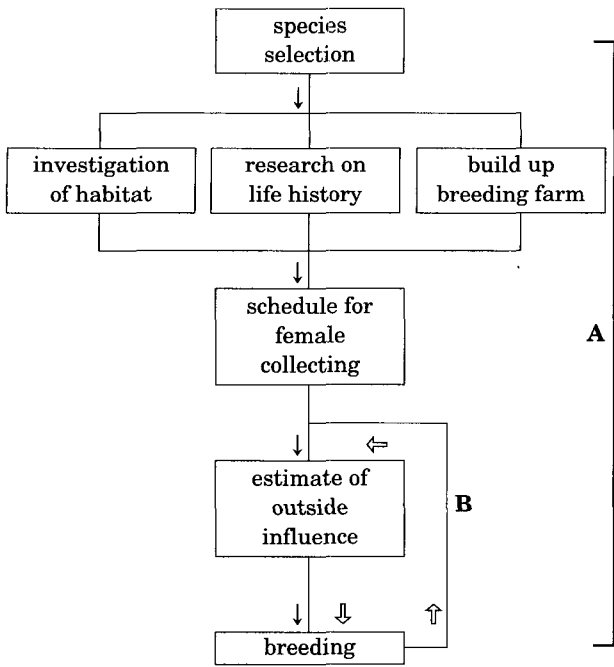 species
selection
investigation
of habitat
research on
life history
build up
breeding farm
schedule for
female
collecting
A
estimate of
outside
influence
B
breeding